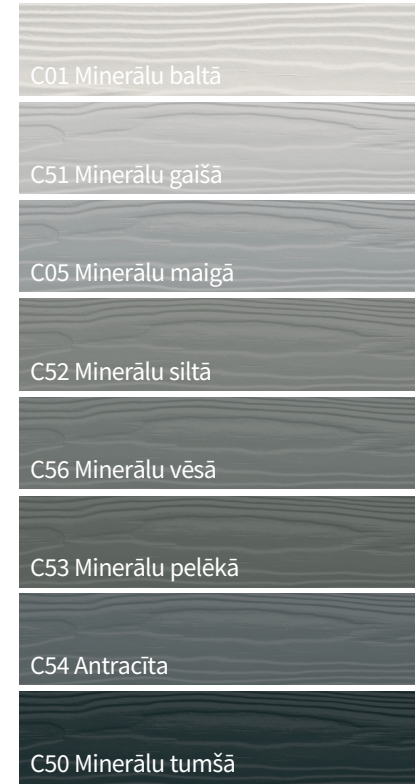 C01 Minerālu baltā
C51 Minerālu gaišā
C05 Minerālu maigā
C52 Minerālu siltā
C56 Minerālu vēsā
C53 Minerālu pelēkā
C54 Antracīta
C50 Minerālu tumšā